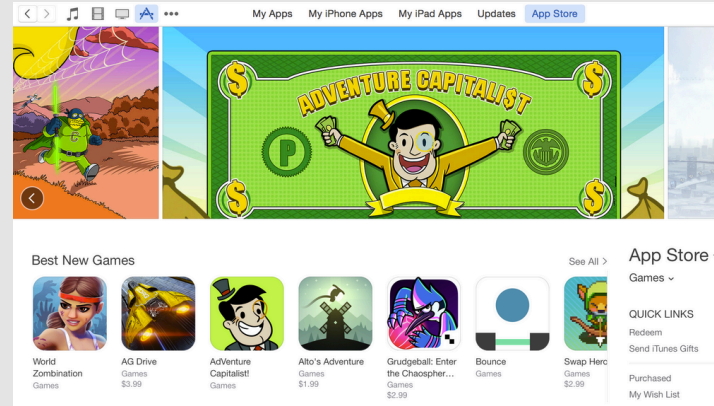 My Apps My iPhone Apps My iPad Apps Updates App Store
$ $
ADVENTURE CAPITALI$T
P
$ $
Best New Games
See All >
World
Zombination
Games
AG Drive
Games
$3.99
AdVenture
Capitalist!
Games
Alto's Adventure
Games
$1.99
Grudgeball: Enter
the Chaospher...
Games
$2.99
Bounce
Games
Swap Herc
Games
$2.99
App Store
Games
QUICK LINKS
Redeem
Send iTunes Gifts
Purchased
My Wish List